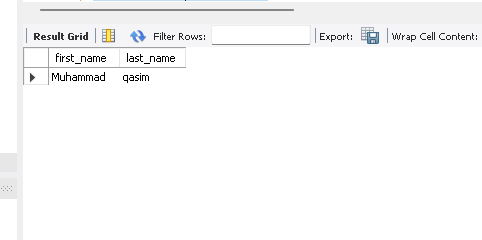 Result Grid Filter Rows: Export: Wrap Cell Content:
first_name last_name
Muhammad qasim